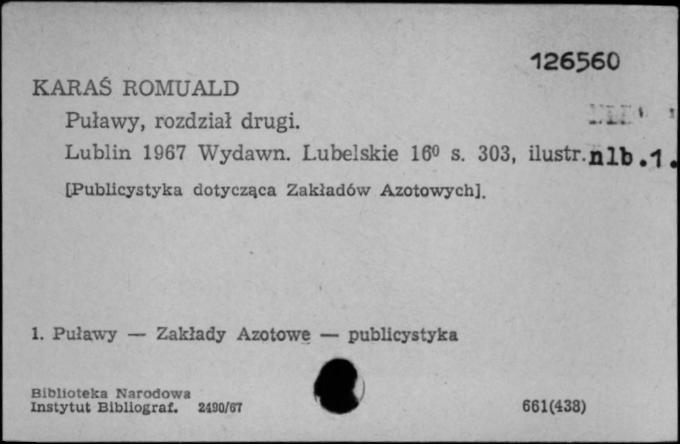 126560
KARAŚ ROMUALD
Puławy, rozdział drugi.
Lublin 1967 Wydawn. Lubelskie 16⁰ s. 303, ilustr. nlb.1.
[Publicystyka dotycząca Zakładów Azotowych].
1. Puławy — Zakłady Azotowe — publicystyka
Biblioteka Narodowa
Instytut Bibliograf. 2490/67
661(438)